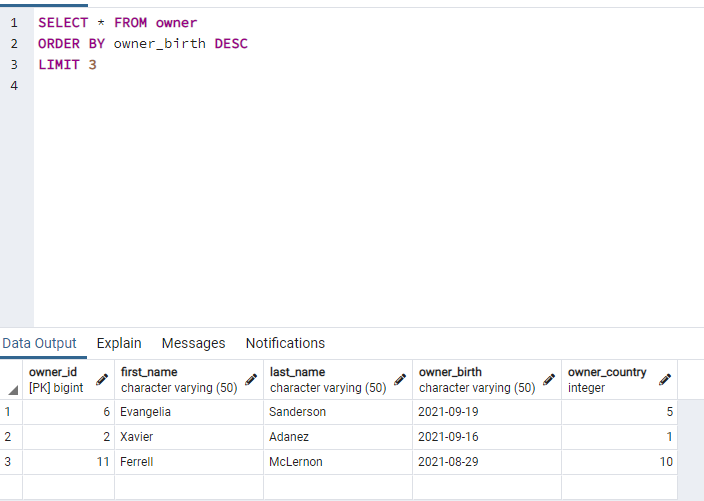 1 SELECT * FROM owner
2 ORDER BY owner_birth DESC
3 LIMIT 3
4
Data Output Explain Messages Notifications
owner_id first_name last_name owner_birth owner_country
[PK] bigint character varying (50) character varying (50) character varying (50) integer
1 6 Evangelia Sanderson 2021-09-19 5
2 2 Xavier Adanez 2021-09-16 1
3 11 Ferrell McLernon 2021-08-29 10